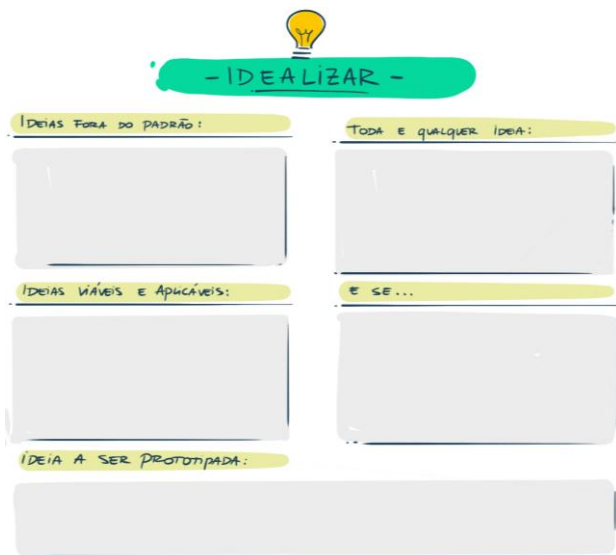 - IDEALIZAR -
IDEIAS FORA DO PADRÃO:
TODA E QUALQUER IDEIA:
IDEIAS VIÁVEIS E APLICÁVEIS:
E SE...
IDEIA A SER PROTOTIPADA: